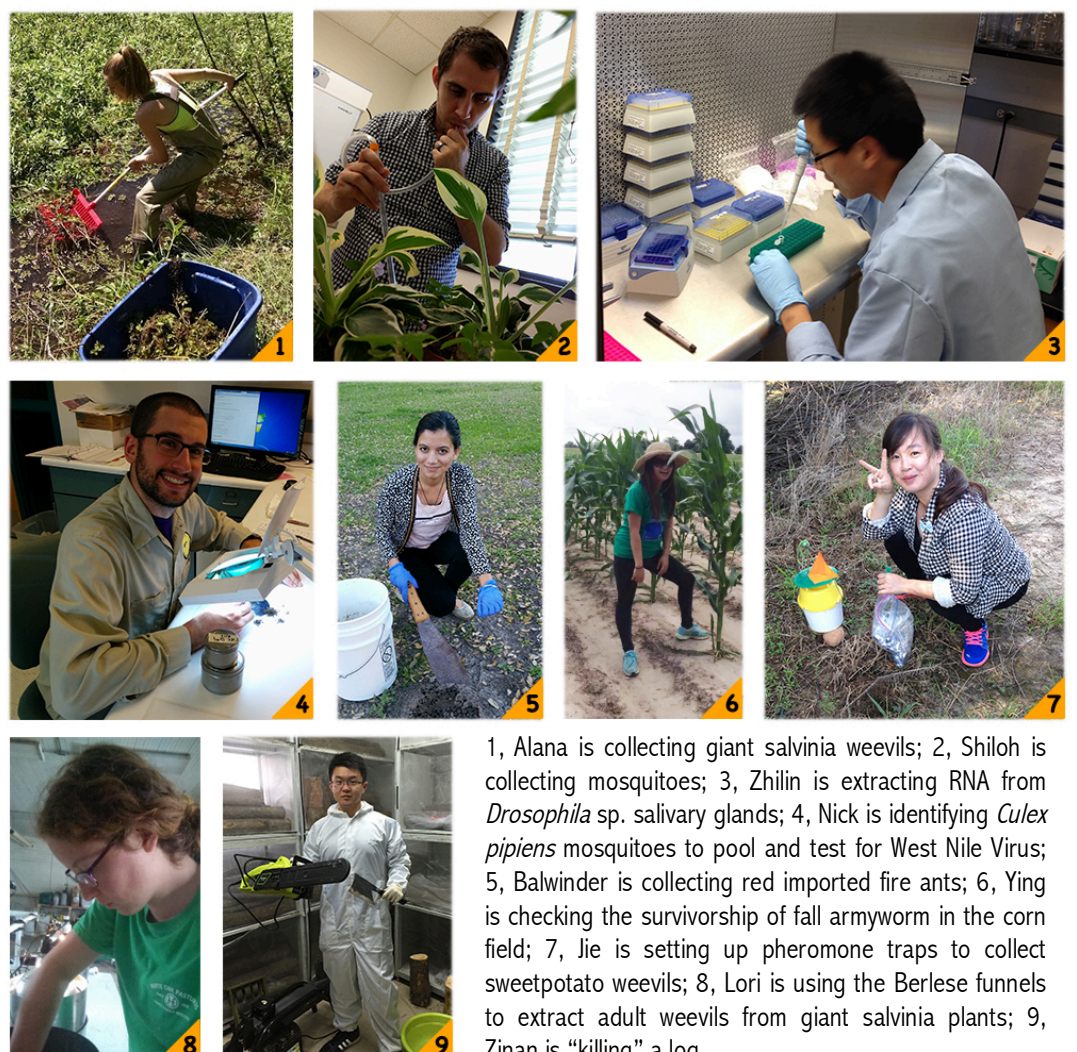 1
2
3
4
5
6
7
8
9
1, Alana is collecting giant salvinia weevils; 2, Shiloh is
collecting mosquitoes; 3, Zhilin is extracting RNA from
Drosophila sp. salivary glands; 4, Nick is identifying Culex
pipiens mosquitoes to pool and test for West Nile Virus;
5, Balwinder is collecting red imported fire ants; 6, Ying
is checking the survivorship of fall armyworm in the corn
field; 7, Jie is setting up pheromone traps to collect
sweetpotato weevils; 8, Lori is using the Berlese funnels
to extract adult weevils from giant salvinia plants; 9,
Zinan is “killing” a log